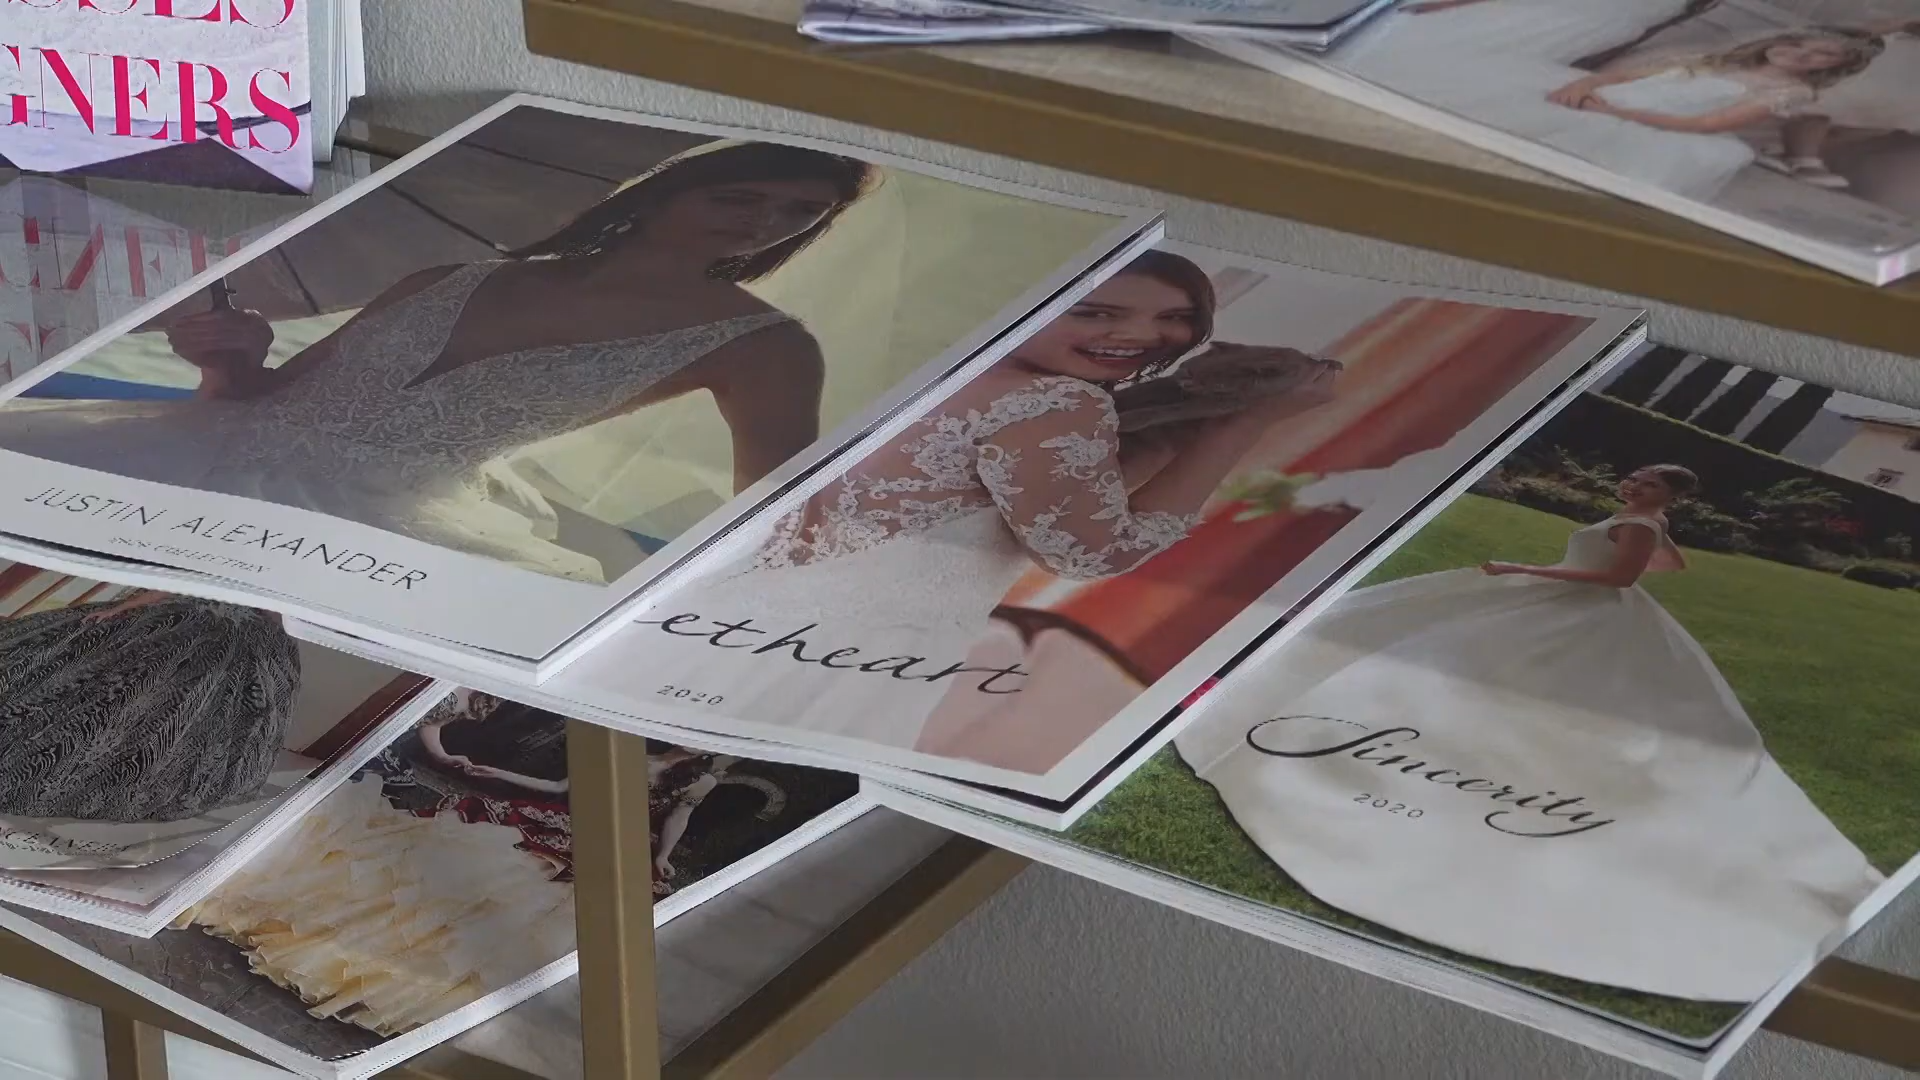 GNERS
JUSTIN ALEXANDER
etheart
2020
Sincerity
2020